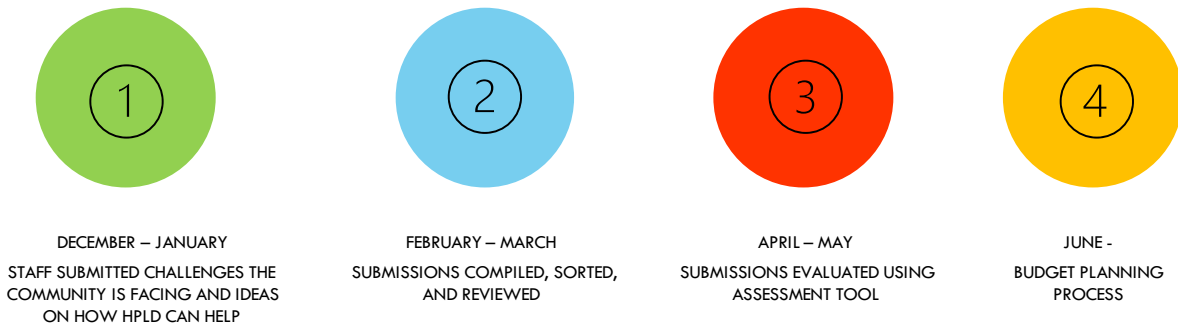 1
DECEMBER – JANUARY
STAFF SUBMITTED CHALLENGES THE
COMMUNITY IS FACING AND IDEAS
ON HOW HPLD CAN HELP
2
FEBRUARY – MARCH
SUBMISSIONS COMPILED, SORTED,
AND REVIEWED
3
APRIL – MAY
SUBMISSIONS EVALUATED USING
ASSESSMENT TOOL
4
JUNE -
BUDGET PLANNING
PROCESS